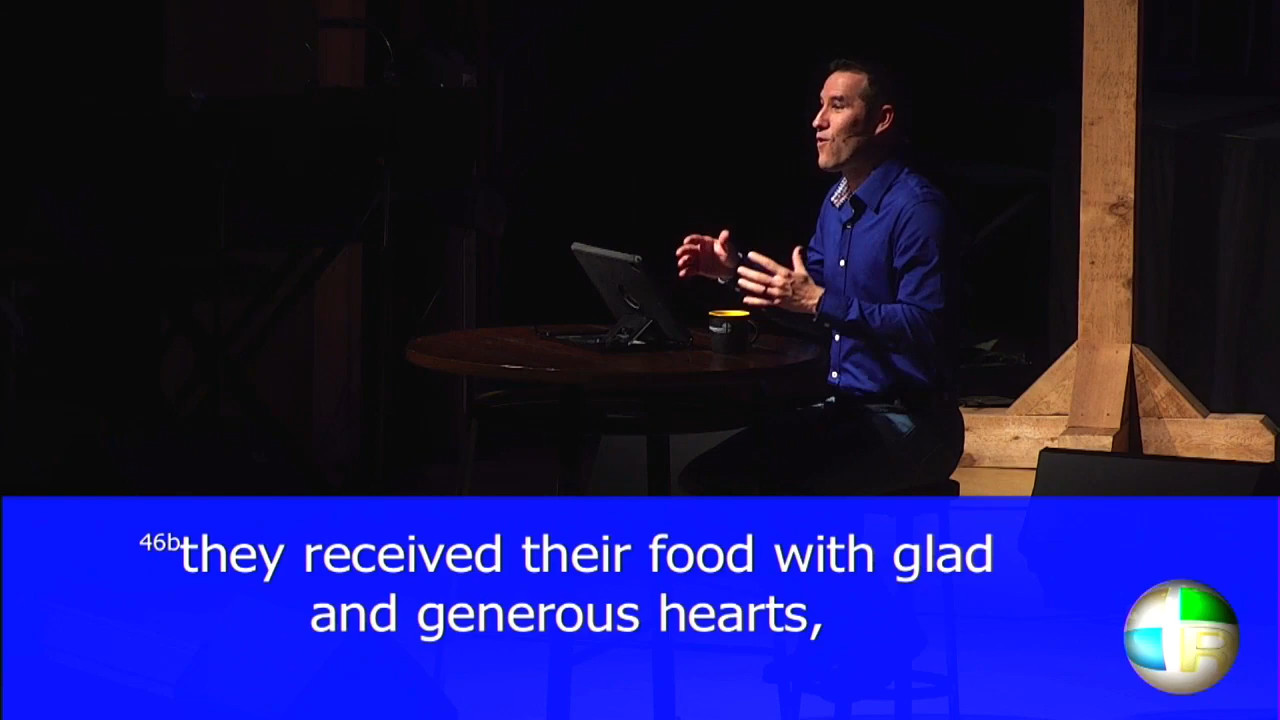 46bthey received their food with glad
and generous hearts,
R